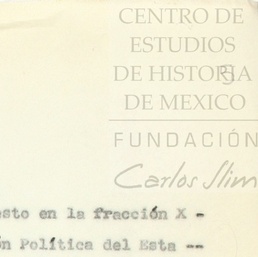 CENTRO DE
ESTUDIOS
DE HISTORIA
DE MEXICO
FUNDACIÓN
Carlos Slim
esto en la fracción X -
ón Política del Esta --